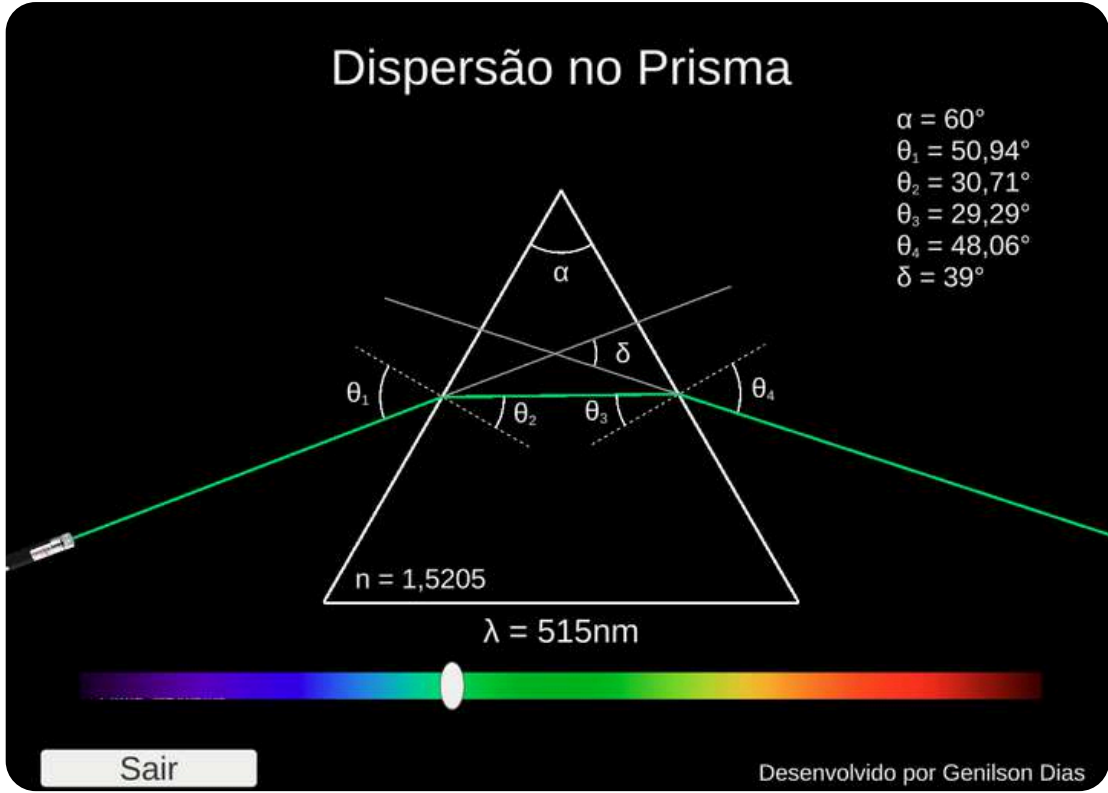 Dispersão no Prisma
α = 60°
θ₁ = 50,94°
θ₂ = 30,71°
θ₃ = 29,29°
θ₄ = 48,06°
δ = 39°
α
δ
θ₁
θ₂
θ₃
θ₄
n = 1,5205
λ = 515nm
Sair
Desenvolvido por Genilson Dias